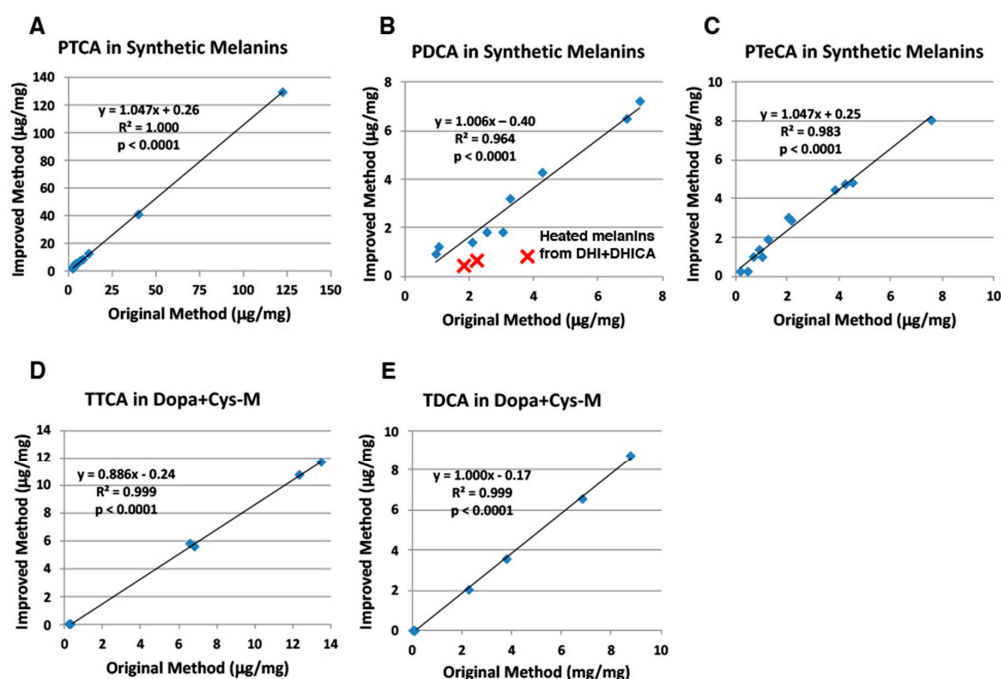 A
PTCA in Synthetic Melanins
Improved Method (µg/mg)
140
120
100
80
60
40
20
0
y = 1.047x + 0.26
R² = 1.000
p < 0.0001
0 25 50 75 100 125 150
Original Method (µg/mg)
B
PDCA in Synthetic Melanins
Improved Method (µg/mg)
8
6
4
2
0
y = 1.006x – 0.40
R² = 0.964
p < 0.0001
Heated melanins
from DHI+DHICA
0 2 4 6 8
Original Method (µg/mg)
C
PTeCA in Synthetic Melanins
Improved Method (µg/mg)
10
8
6
4
2
0
y = 1.047x + 0.25
R² = 0.983
p < 0.0001
0 2 4 6 8 10
Original Method (µg/mg)
D
TTCA in Dopa+Cys-M
Improved Method (µg/mg)
14
12
10
8
6
4
2
0
y = 0.886x - 0.24
R² = 0.999
p < 0.0001
0 2 4 6 8 10 12 14
Original Method (µg/mg)
E
TDCA in Dopa+Cys-M
Improved Method (µg/mg)
10
8
6
4
2
0
y = 1.000x - 0.17
R² = 0.999
p < 0.0001
0 2 4 6 8 10
Original Method (mg/mg)